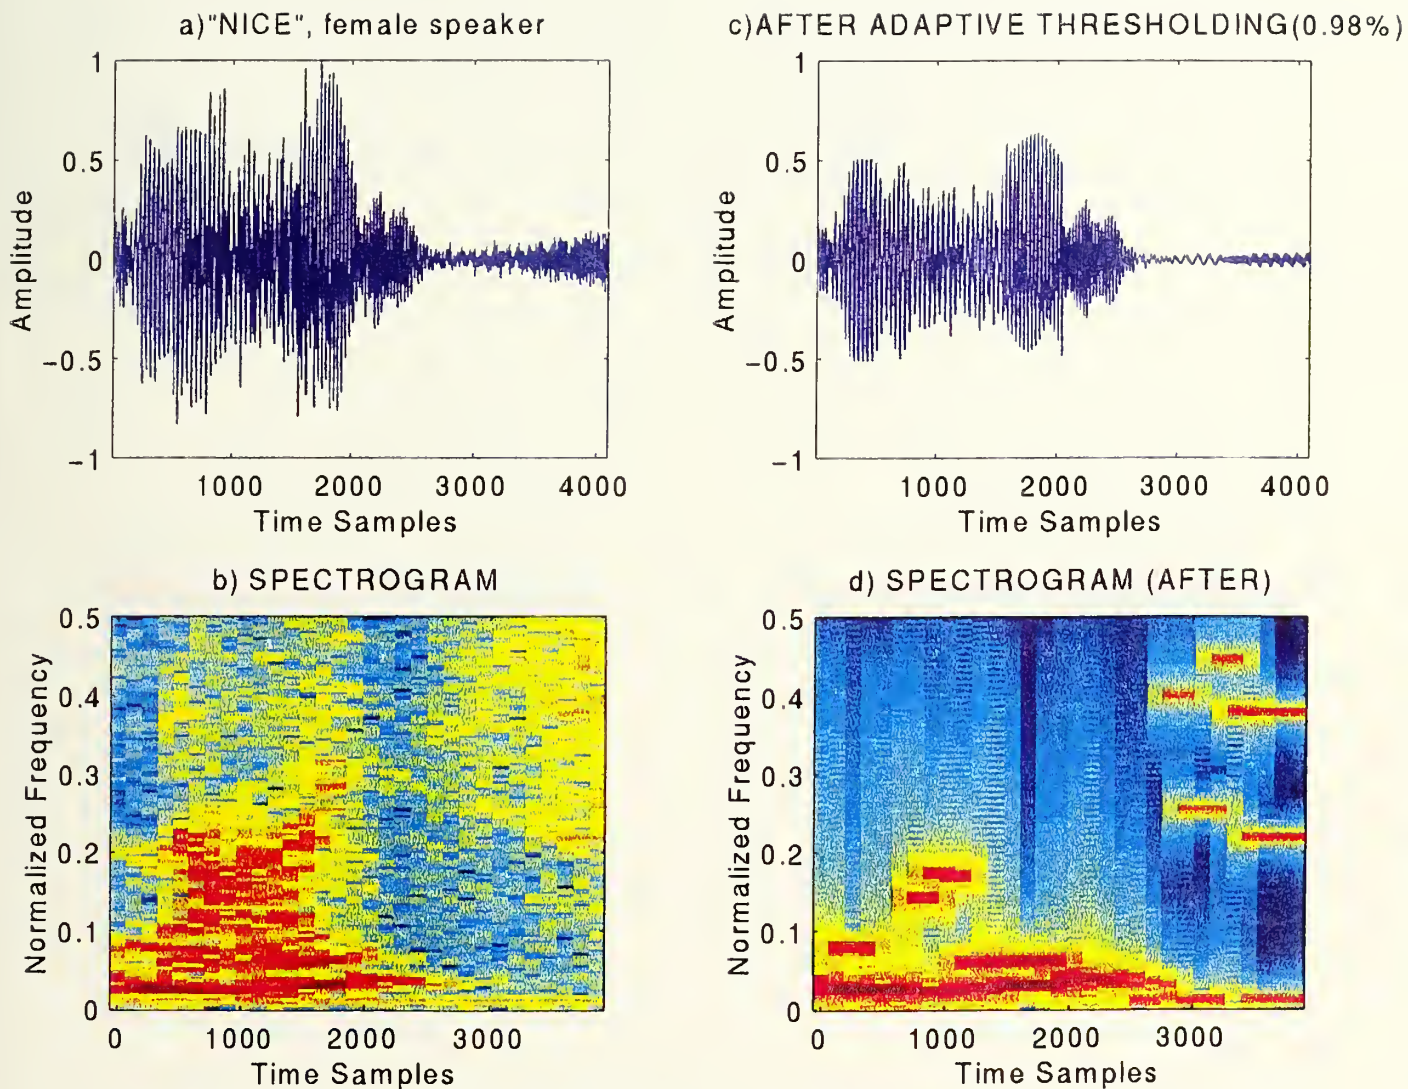 a)"NICE", female speaker
1
0.5
0
−0.5
−1
Amplitude
1000 2000 3000 4000
Time Samples
c)AFTER ADAPTIVE THRESHOLDING(0.98%)
1
0.5
0
−0.5
−1
Amplitude
1000 2000 3000 4000
Time Samples
b) SPECTROGRAM
0.5
0.4
0.3
0.2
0.1
0
Normalized Frequency
0 1000 2000 3000
Time Samples
d) SPECTROGRAM (AFTER)
0.5
0.4
0.3
0.2
0.1
0
Normalized Frequency
0 1000 2000 3000
Time Samples